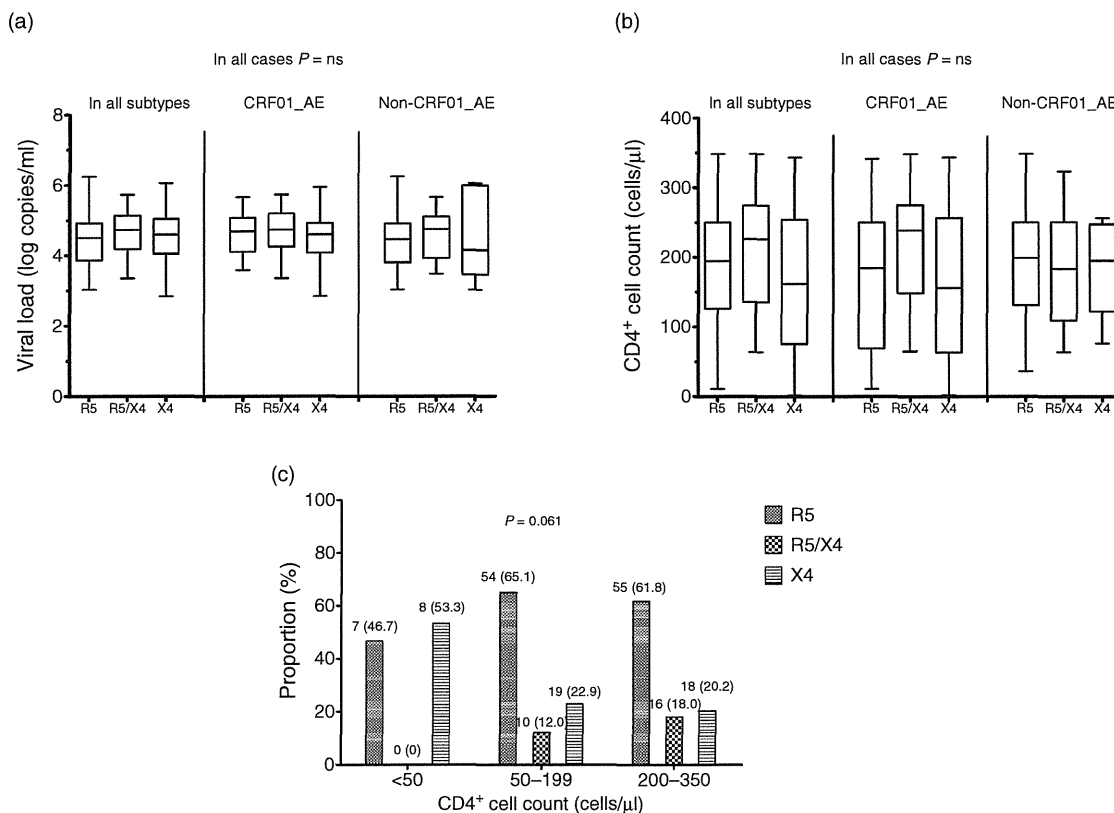 (a)
In all cases P = ns
In all subtypes CRF01_AE Non-CRF01_AE
Viral load (log copies/ml)
8
6
4
2
0
R5 R5/X4 X4 R5 R5/X4 X4 R5 R5/X4 X4
(b)
In all cases P = ns
In all subtypes CRF01_AE Non-CRF01_AE
CD4+ cell count (cells/μl)
400
300
200
100
0
R5 R5/X4 X4 R5 R5/X4 X4 R5 R5/X4 X4
(c)
P = 0.061
Proportion (%)
100
80
60
40
20
0
7 (46.7) 0 (0) 8 (53.3)
54 (65.1) 10 (12.0) 19 (22.9)
55 (61.8) 16 (18.0) 18 (20.2)
<50 50–199 200–350
CD4+ cell count (cells/μl)
R5
R5/X4
X4